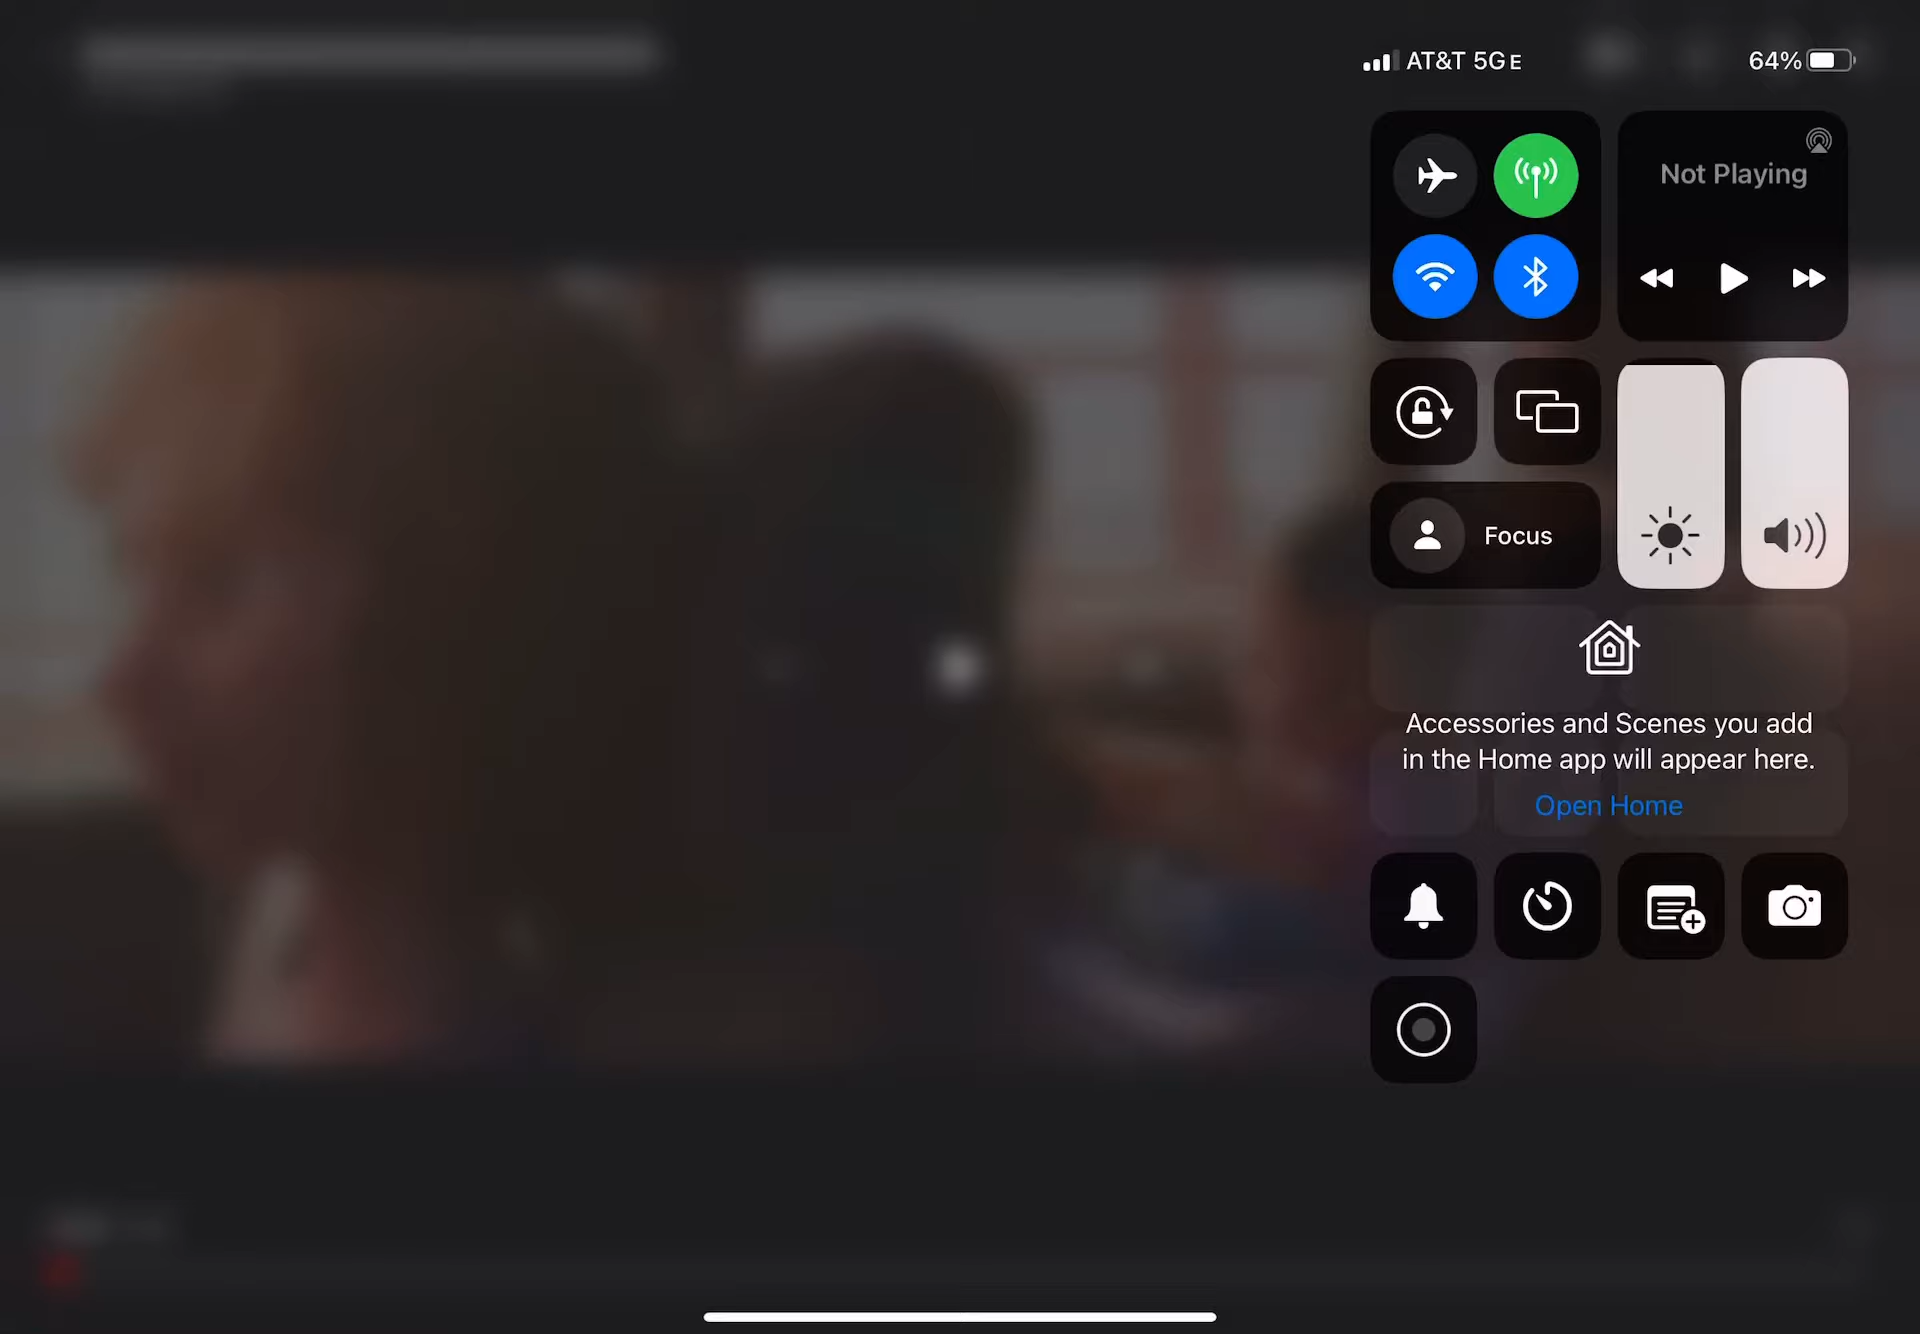 AT&T 5GE
64%
Not Playing
Focus
Accessories and Scenes you add
in the Home app will appear here.
Open Home